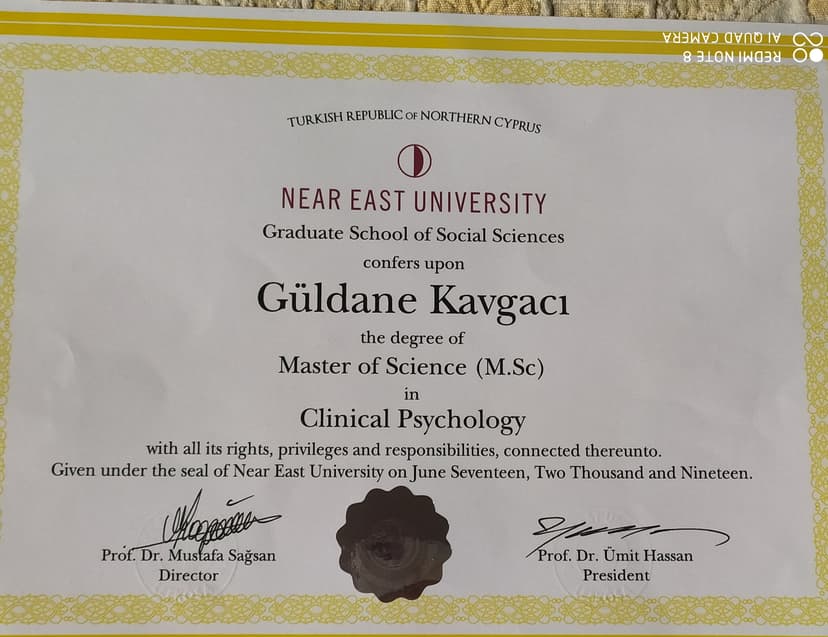 TURKISH REPUBLIC OF NORTHERN CYPRUS
NEAR EAST UNIVERSITY
Graduate School of Social Sciences
confers upon
Güldane Kavgacı
the degree of
Master of Science (M.Sc)
in
Clinical Psychology
with all its rights, privileges and responsibilities, connected thereunto.
Given under the seal of Near East University on June Seventeen, Two Thousand and Nineteen.
Prof. Dr. Mustafa Sağsan
Director
Prof. Dr. Ümit Hassan
President
REDMI NOTE 8
AI QUAD CAMERA